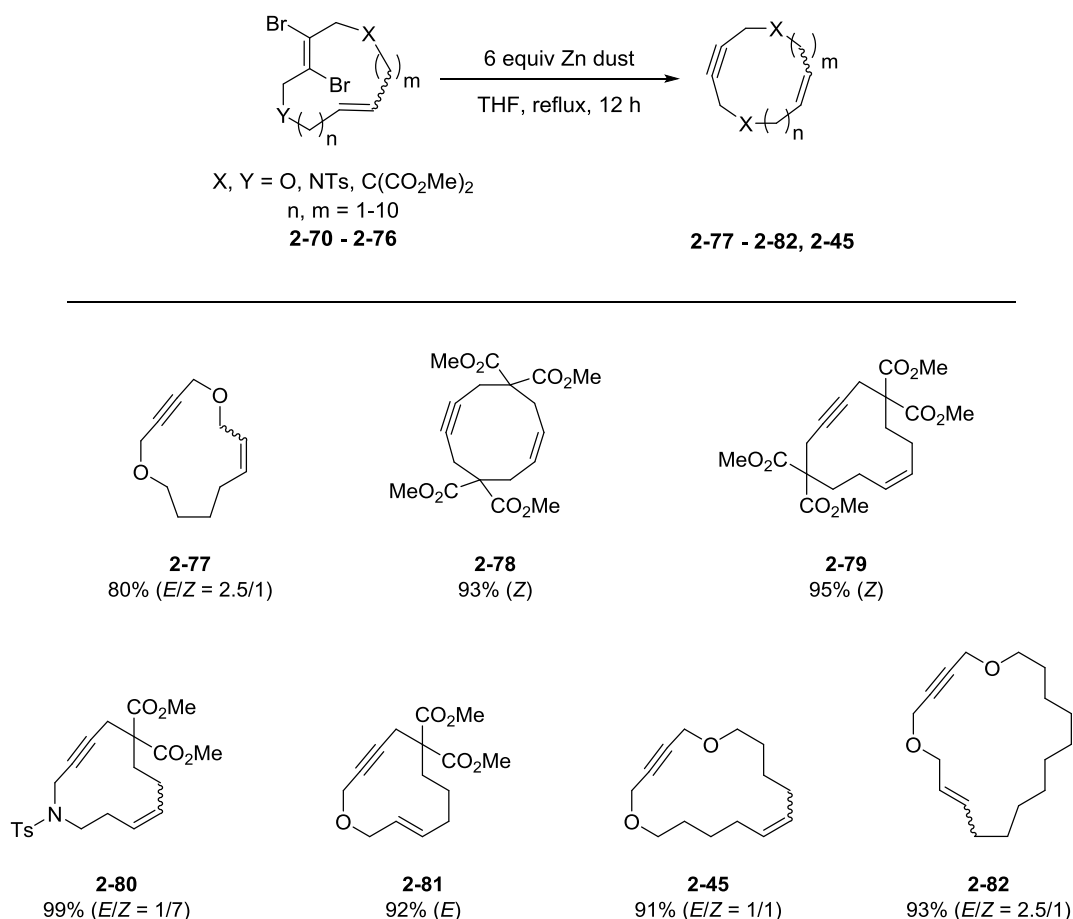 Br
X
Br
( )m
Y
( )n
6 equiv Zn dust
THF, reflux, 12 h
X
( )m
X
( )n
X, Y = O, NTs, C(CO₂Me)₂
n, m = 1-10
2-70 - 2-76
2-77 - 2-82, 2-45
O
O
2-77
80% (E/Z = 2.5/1)
MeO₂C
CO₂Me
MeO₂C
CO₂Me
2-78
93% (Z)
CO₂Me
CO₂Me
MeO₂C
CO₂Me
2-79
95% (Z)
CO₂Me
CO₂Me
Ts
N
2-80
99% (E/Z = 1/7)
CO₂Me
CO₂Me
O
2-81
92% (E)
O
O
2-45
91% (E/Z = 1/1)
O
O
2-82
93% (E/Z = 2.5/1)